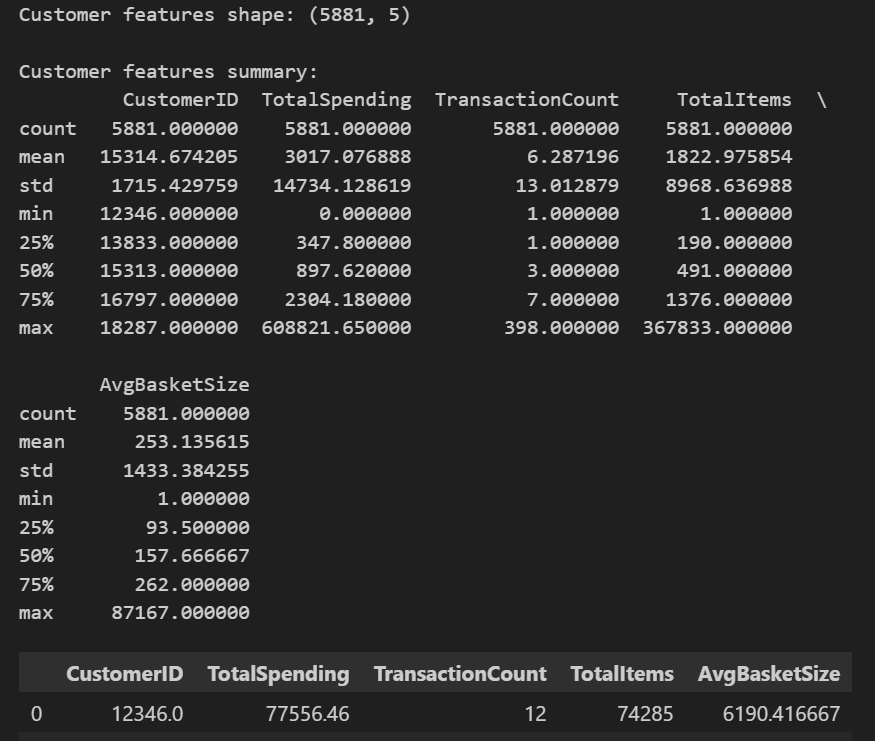 Customer features shape: (5881, 5)
Customer features summary:
CustomerID TotalSpending TransactionCount TotalItems \
count 5881.000000 5881.000000 5881.000000 5881.000000
mean 15314.674205 3017.076888 6.287196 1822.975854
std 1715.429759 14734.128619 13.012879 8968.636988
min 12346.000000 0.000000 1.000000 1.000000
25% 13833.000000 347.800000 1.000000 190.000000
50% 15313.000000 897.620000 3.000000 491.000000
75% 16797.000000 2304.180000 7.000000 1376.000000
max 18287.000000 608821.650000 398.000000 367833.000000
AvgBasketSize
count 5881.000000
mean 253.135615
std 1433.384255
min 1.000000
25% 93.500000
50% 157.666667
75% 262.000000
max 87167.000000
CustomerID TotalSpending TransactionCount TotalItems AvgBasketSize
0 12346.0 77556.46 12 74285 6190.416667